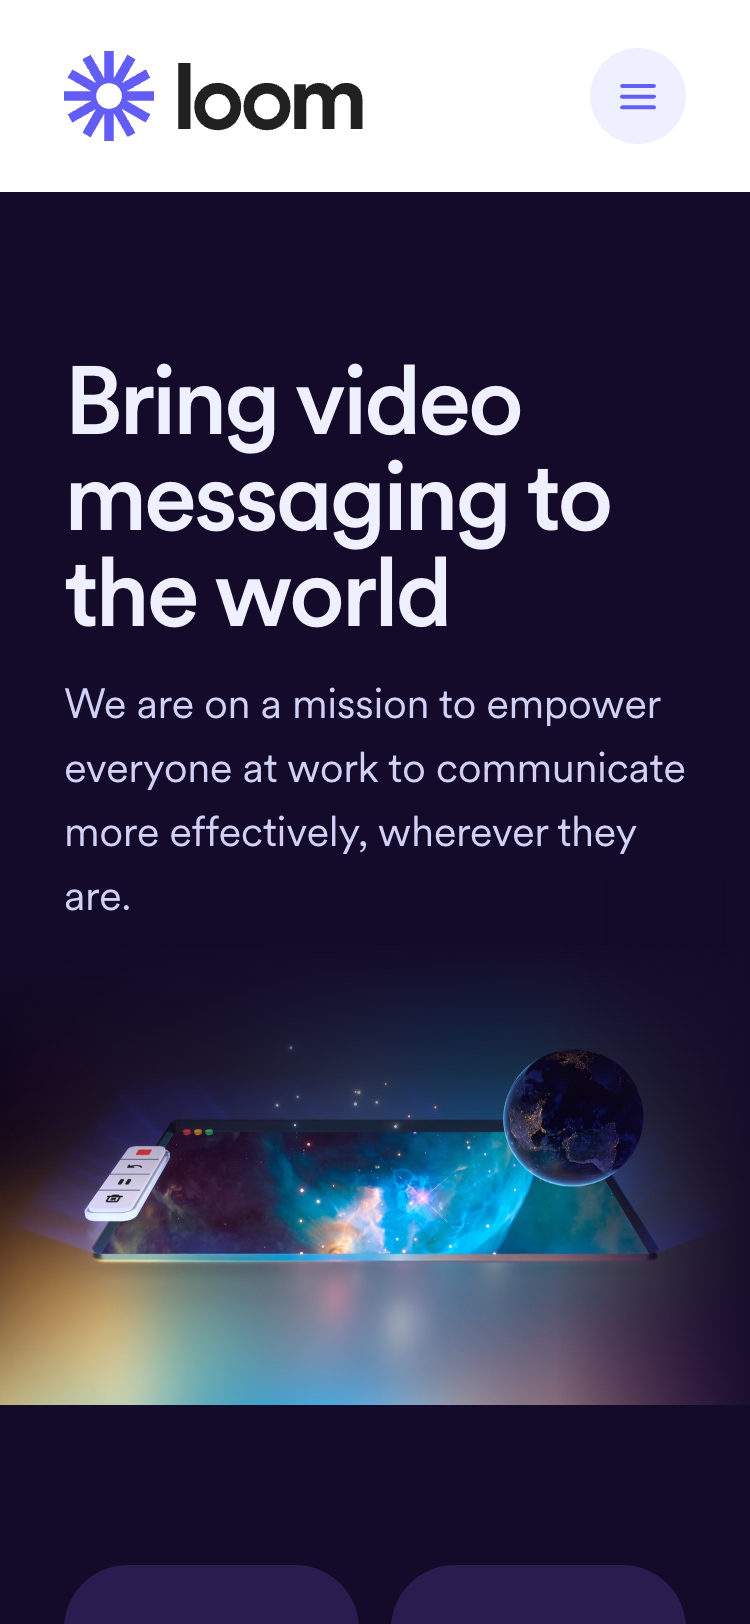 loom
Bring video
messaging to
the world
We are on a mission to empower
everyone at work to communicate
more effectively, wherever they
are.